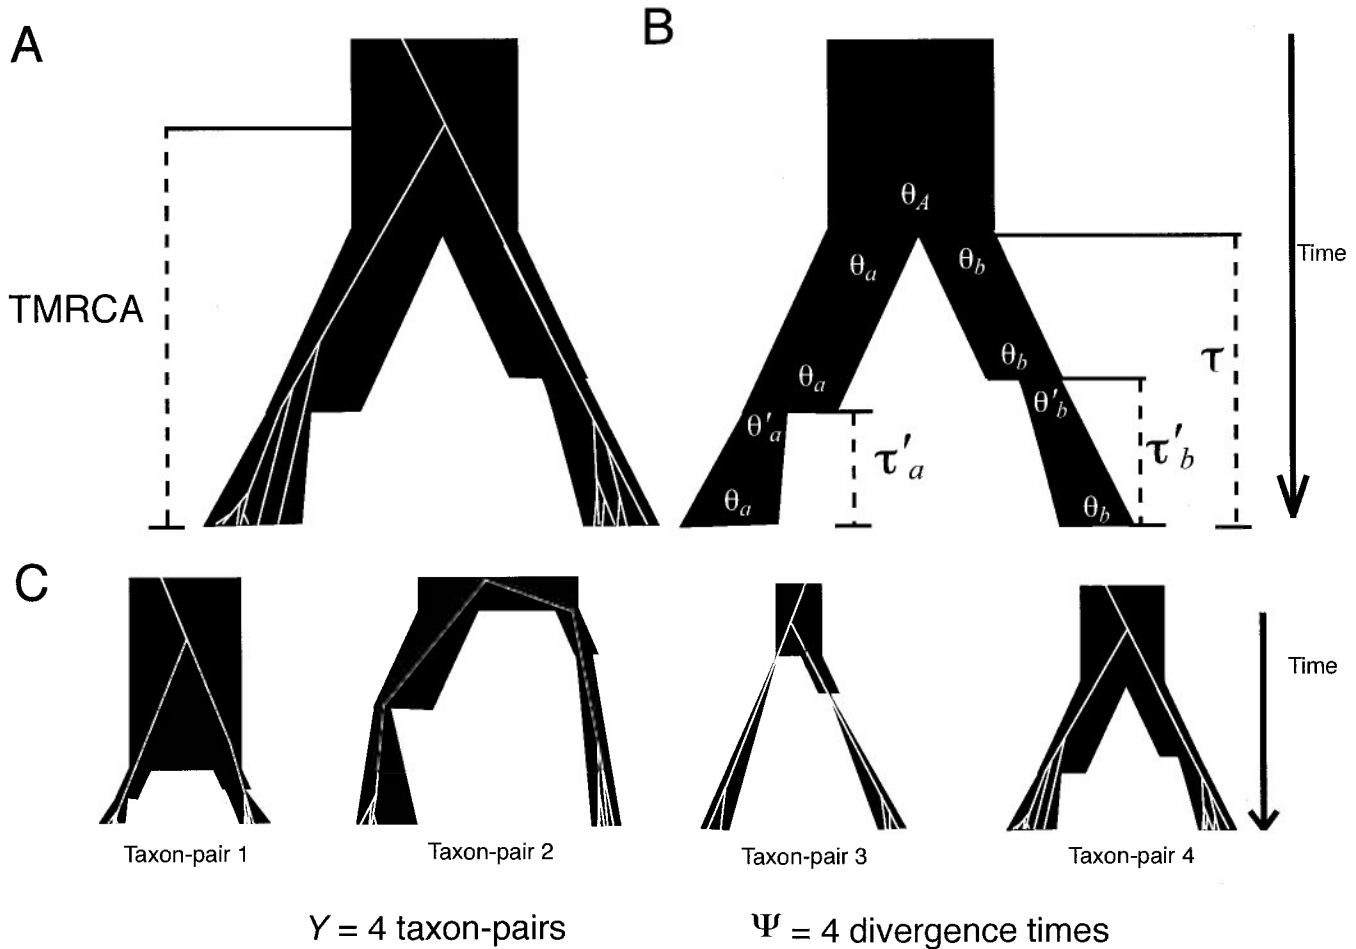 A
B
θA
Time
θa
θb
TMRCA
τ
θb
θa
θ'b
θ'a
τ'a
τ'b
θa
θb
C
Time
Taxon-pair 1
Taxon-pair 2
Taxon-pair 3
Taxon-pair 4
Y = 4 taxon-pairs
Ψ = 4 divergence times